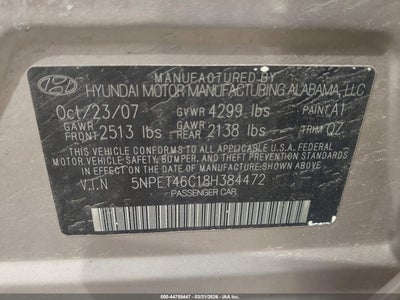 MANUFACTURED BY
HYUNDAI MOTOR MANUFACTURING ALABAMA, LLC
Oct/23/07 GVWR 4299 lbs PAINT A1
GAWR FRONT 2513 lbs GAWR REAR 2138 lbs TRIM QZ
THIS VEHICLE CONFORMS TO ALL APPLICABLE U.S.A. FEDERAL
MOTOR VEHICLE SAFETY, BUMPER, AND THEFT PREVENTION
STANDARDS IN EFFECT ON THE DATE OF MANUFACTURE SHOWN ABOVE.
V.I.N 5NPET46C18H384472
PASSENGER CAR
000-44755447 - 03/31/2026 - © IAA, Inc.